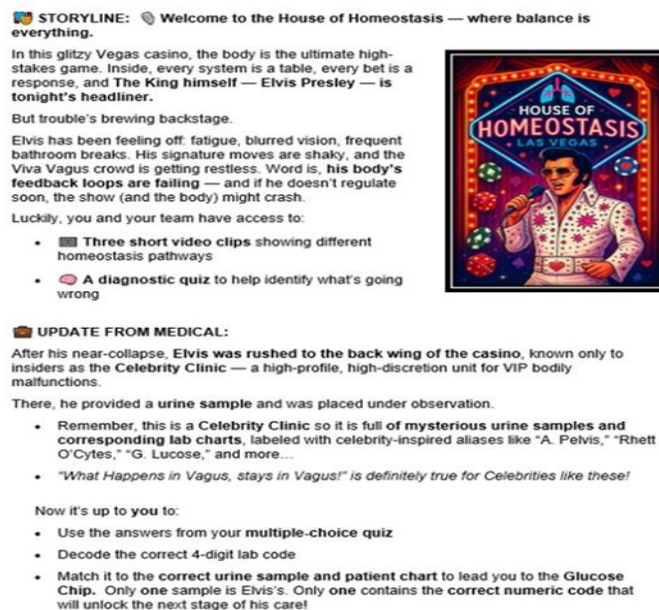 🎭 STORYLINE: 📎 Welcome to the House of Homeostasis — where balance is
everything.
In this glitzy Vegas casino, the body is the ultimate high-
stakes game. Inside, every system is a table, every bet is a
response, and The King himself — Elvis Presley — is
tonight's headliner.
But trouble's brewing backstage.
Elvis has been feeling off: fatigue, blurred vision, frequent
bathroom breaks. His signature moves are shaky, and the
Viva Vagus crowd is getting restless. Word is, his body's
feedback loops are failing — and if he doesn't regulate
soon, the show (and the body) might crash.
Luckily, you and your team have access to:
• 🎞 Three short video clips showing different
homeostasis pathways
• 🧠 A diagnostic quiz to help identify what's going
wrong
HOUSE OF
HOMEOSTASIS
LAS VEGAS
💼 UPDATE FROM MEDICAL:
After his near-collapse, Elvis was rushed to the back wing of the casino, known only to
insiders as the Celebrity Clinic — a high-profile, high-discretion unit for VIP bodily
malfunctions.
There, he provided a urine sample and was placed under observation.
• Remember, this is a Celebrity Clinic so it is full of mysterious urine samples and
corresponding lab charts, labeled with celebrity-inspired aliases like "A. Pelvis," "Rhett
O'Cytes," "G. Lucose," and more…
• "What Happens in Vagus, stays in Vagus!" is definitely true for Celebrities like these!
Now it's up to you to:
• Use the answers from your multiple-choice quiz
• Decode the correct 4-digit lab code
• Match it to the correct urine sample and patient chart to lead you to the Glucose
Chip. Only one sample is Elvis's. Only one contains the correct numeric code that
will unlock the next stage of his care!